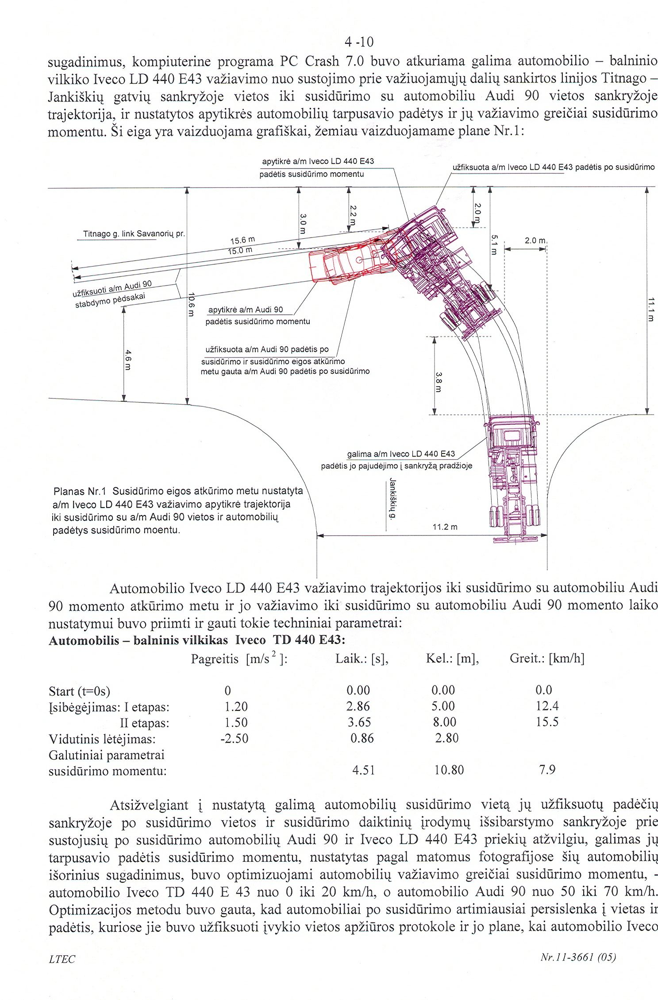 4 -10
sugadinimus, kompiuterine programa PC Crash 7.0 buvo atkuriama galima automobilio – balninio
vilkiko Iveco LD 440 E43 važiavimo nuo sustojimo prie važiuojamųjų dalių sankirtos linijos Titnago –
Jankiškių gatvių sankryžoje vietos iki susidūrimo su automobiliu Audi 90 vietos sankryžoje
trajektorija, ir nustatytos apytikrės automobilių tarpusavio padėtys ir jų važiavimo greičiai susidūrimo
momentu. Ši eiga yra vaizduojama grafiškai, žemiau vaizduojamame plane Nr.1:
apytikrė a/m Iveco LD 440 E43
padėtis susidūrimo momentu
užfiksuota a/m Iveco LD 440 E43 padėtis po susidūrimo
2.2 m
2.0 m
3.0 m
Titnago g. link Savanorių pr.
15.6 m
15.0 m
5.1 m
2.0 m
užfiksuoti a/m Audi 90
stabdymo pėdsakai
10.6 m
11.1 m
apytikrė a/m Audi 90
padėtis susidūrimo momentu
užfiksuota a/m Audi 90 padėtis po
susidūrimo ir susidūrimo eigos atkūrimo
metu gauta a/m Audi 90 padėtis po susidūrimo
4.6 m
3.8 m
galima a/m Iveco LD 440 E43
padėtis jo pajudėjimo į sankryžą pradžioje
Jankiškių g.
Planas Nr.1 Susidūrimo eigos atkūrimo metu nustatyta
a/m Iveco LD 440 E43 važiavimo apytikrė trajektorija
iki susidūrimo su a/m Audi 90 vietos ir automobilių
padėtys susidūrimo moentu.
11.2 m
Automobilio Iveco LD 440 E43 važiavimo trajektorijos iki susidūrimo su automobiliu Audi
90 momento atkūrimo metu ir jo važiavimo iki susidūrimo su automobiliu Audi 90 momento laiko
nustatymui buvo priimti ir gauti tokie techniniai parametrai:
Automobilis – balninis vilkikas Iveco TD 440 E43:
Pagreitis [m/s²]: Laik.: [s], Kel.: [m], Greit.: [km/h]
Start (t=0s) 0 0.00 0.00 0.0
Įsibėgėjimas: I etapas: 1.20 2.86 5.00 12.4
II etapas: 1.50 3.65 8.00 15.5
Vidutinis lėtėjimas: -2.50 0.86 2.80
Galutiniai parametrai
susidūrimo momentu: 4.51 10.80 7.9
Atsižvelgiant į nustatytą galimą automobilių susidūrimo vietą jų užfiksuotų padėčių
sankryžoje po susidūrimo vietos ir susidūrimo daiktinių įrodymų išsibarstymo sankryžoje prie
sustojusių po susidūrimo automobilių Audi 90 ir Iveco LD 440 E43 priekių atžvilgiu, galimas jų
tarpusavio padėtis susidūrimo momentu, nustatytas pagal matomus fotografijose šių automobilių
išorinius sugadinimus, buvo optimizuojami automobilių važiavimo greičiai susidūrimo momentu, -
automobilio Iveco TD 440 E 43 nuo 0 iki 20 km/h, o automobilio Audi 90 nuo 50 iki 70 km/h.
Optimizacijos metodu buvo gauta, kad automobiliai po susidūrimo artimiausiai persislenka į vietas ir
padėtis, kuriose jie buvo užfiksuoti įvykio vietos apžiūros protokole ir jo plane, kai automobilio Iveco
LTEC
Nr.11-3661 (05)